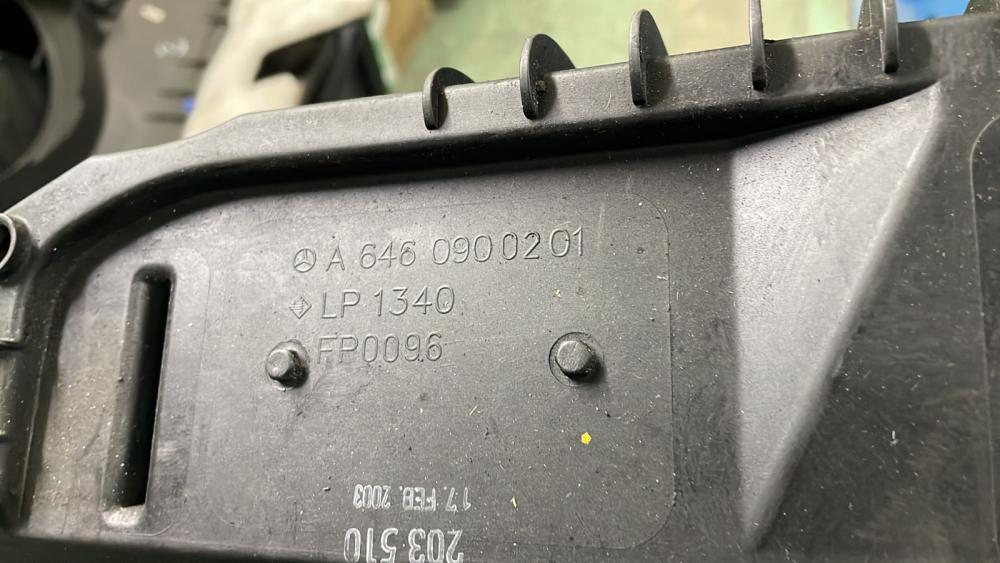 A 646 090 02 01
LP 1340
FP0096
17. FEB. 2003
203 510